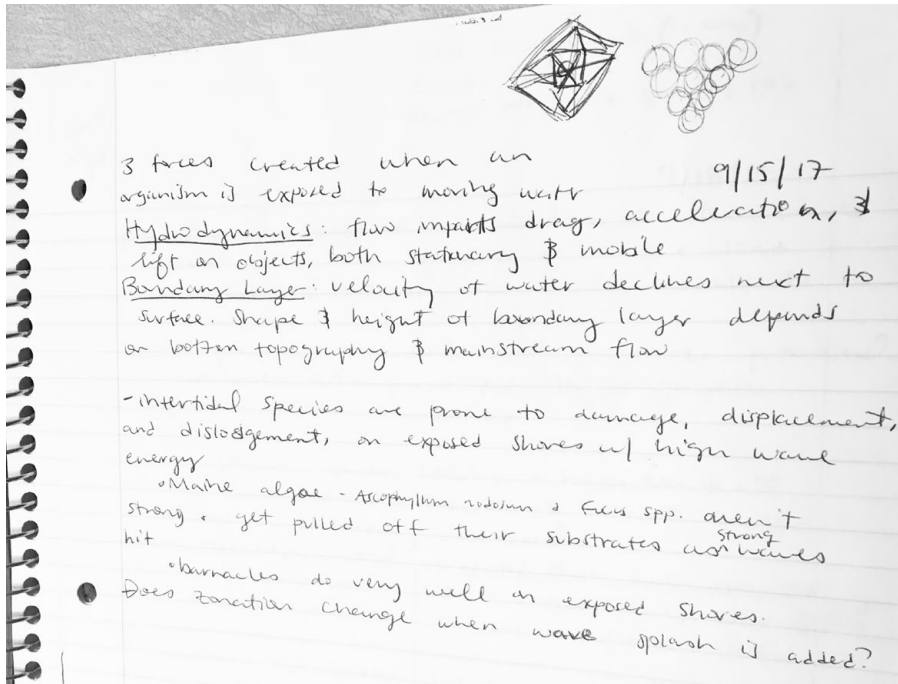 3 forces created when an
9/15/17
organism is exposed to moving water
Hydrodynamics: flow imparts drag, acceleration, &
lift on objects, both stationary & mobile
Boundary Layer: velocity of water declines next to
surface. Shape & height of boundary layer depends
on bottom topography & mainstream flow
-intertidal species are prone to damage, displacement,
and dislodgement, on exposed shores w/ high wave
energy
•Maine algae - Ascophyllum nodosum & Fucus spp. aren't
strong. get pulled off their substrates as strong waves
hit
•barnacles do very well on exposed shores.
Does zonation change when wave splash is added?